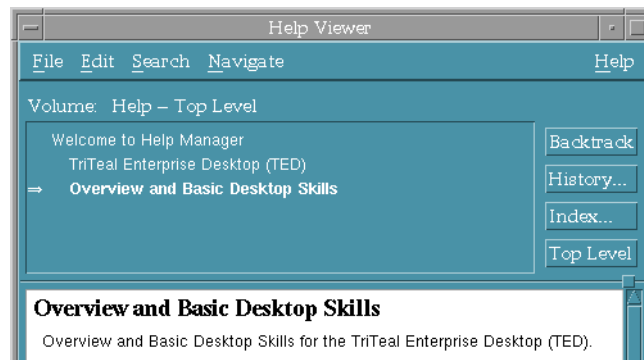 Help Viewer
File Edit Search Navigate Help
Volume: Help – Top Level
Welcome to Help Manager
TriTeal Enterprise Desktop (TED)
⇒ Overview and Basic Desktop Skills
Backtrack
History...
Index...
Top Level
Overview and Basic Desktop Skills
Overview and Basic Desktop Skills for the TriTeal Enterprise Desktop (TED).